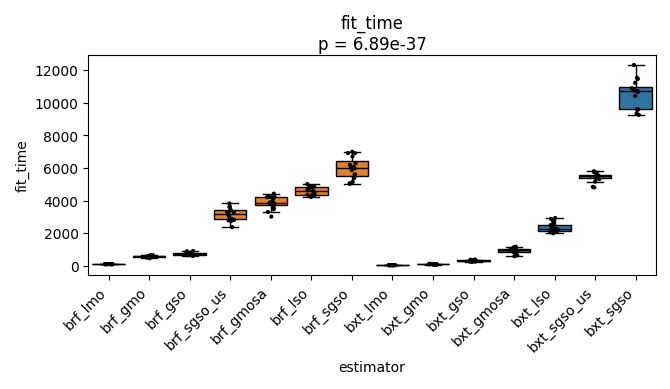 fit_time
p = 6.89e-37
12000
10000
8000
6000
4000
2000
0
fit_time
brf_lmo
brf_gmo
brf_gso
brf_sgso_us
brf_gmosa
brf_lso
brf_sgso
bxt_lmo
bxt_gmo
bxt_gso
bxt_gmosa
bxt_lso
bxt_sgso_us
bxt_sgso
estimator